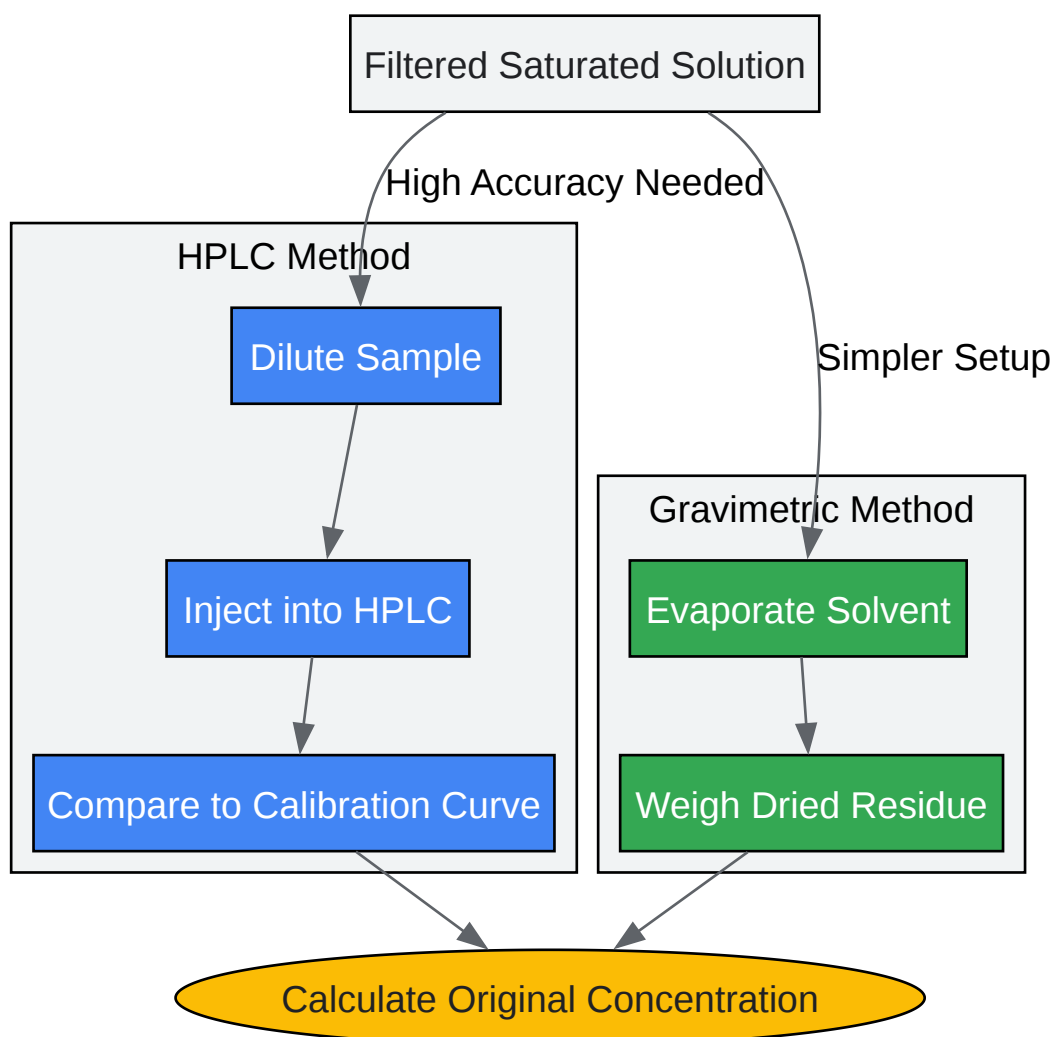 Filtered Saturated Solution
High Accuracy Needed
HPLC Method
Dilute Sample
Simpler Setup
Gravimetric Method
Inject into HPLC
Evaporate Solvent
Compare to Calibration Curve
Weigh Dried Residue
Calculate Original Concentration